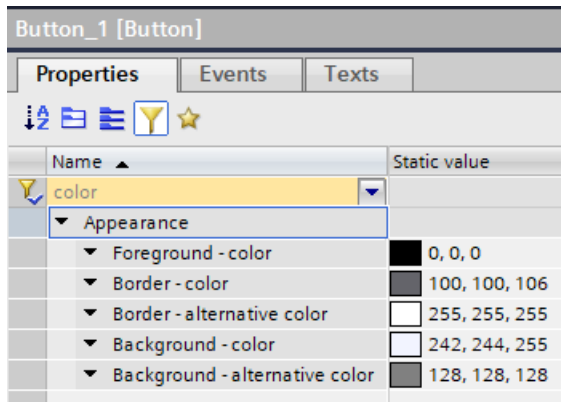 Button_1 [Button]
Properties Events Texts
Name Static value
color
Appearance
Foreground - color 0, 0, 0
Border - color 100, 100, 106
Border - alternative color 255, 255, 255
Background - color 242, 244, 255
Background - alternative color 128, 128, 128